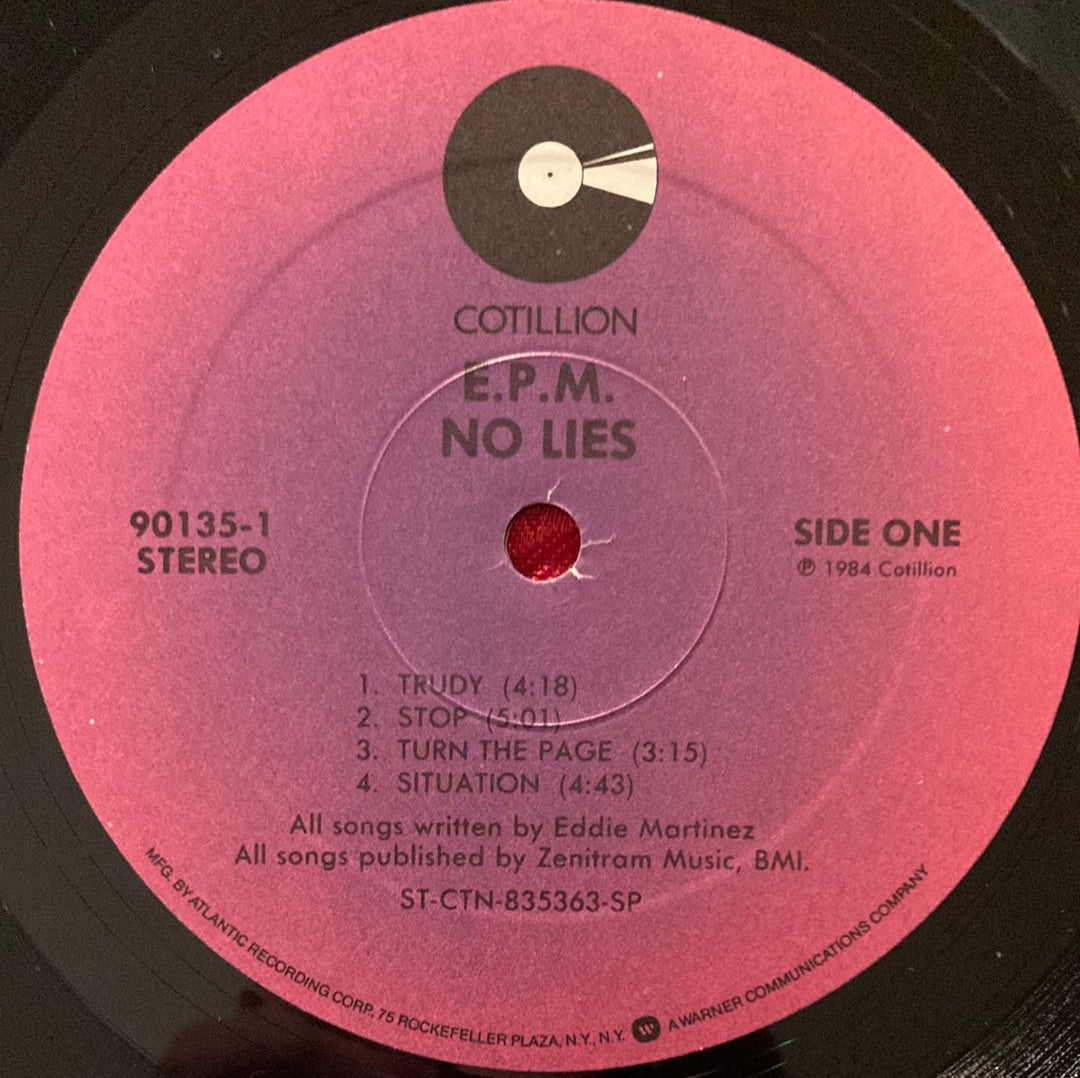 COTILLION
E.P.M.
NO LIES
90135-1
STEREO
SIDE ONE
℗ 1984 Cotillion
1. TRUDY (4:18)
2. STOP (5:01)
3. TURN THE PAGE (3:15)
4. SITUATION (4:43)
All songs written by Eddie Martinez
All songs published by Zenitram Music, BMI.
ST-CTN-835363-SP
MFG. BY ATLANTIC RECORDING CORP., 75 ROCKEFELLER PLAZA, N.Y., N.Y. W A WARNER COMMUNICATIONS COMPANY